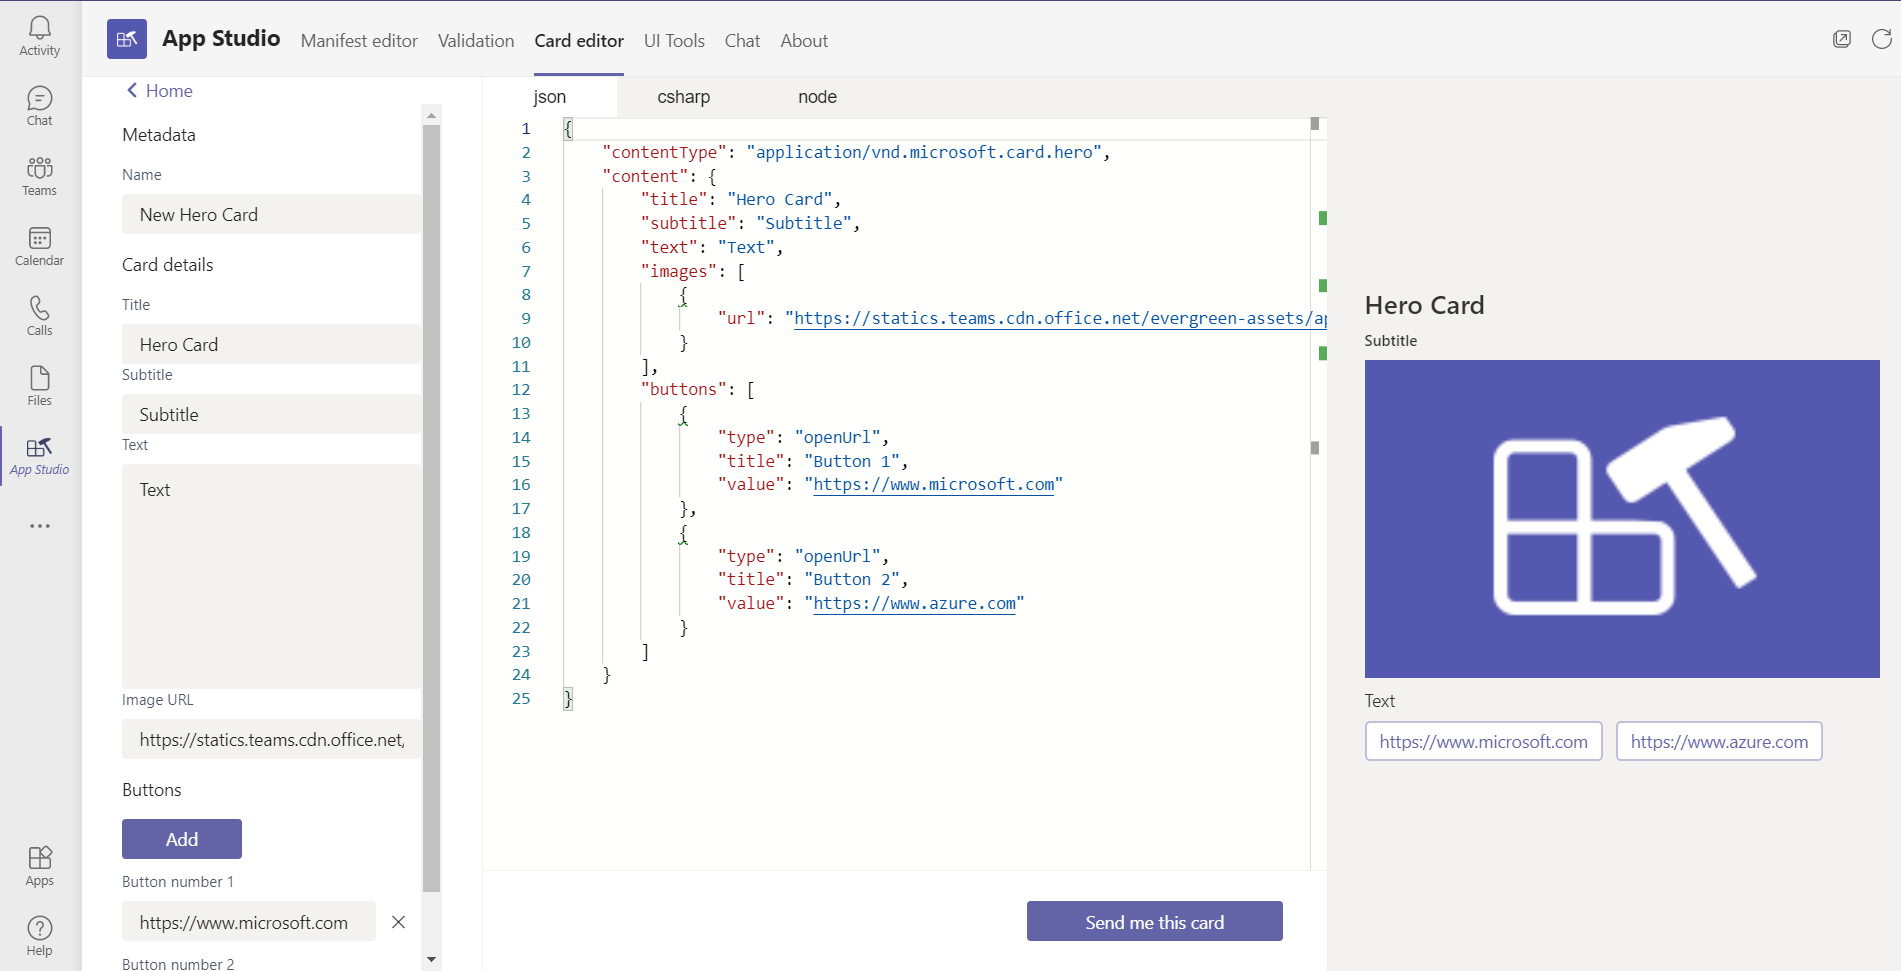 Activity
Chat
Teams
Calendar
Calls
Files
App Studio
Apps
Help
App Studio
Manifest editor
Validation
Card editor
UI Tools
Chat
About
Home
Metadata
Name
New Hero Card
Card details
Title
Hero Card
Subtitle
Subtitle
Text
Text
Image URL
https://statics.teams.cdn.office.net/
Buttons
Add
Button number 1
https://www.microsoft.com
Button number 2
json
csharp
node
1 {
2 "contentType": "application/vnd.microsoft.card.hero",
3 "content": {
4 "title": "Hero Card",
5 "subtitle": "Subtitle",
6 "text": "Text",
7 "images": [
8 {
9 "url": "https://statics.teams.cdn.office.net/evergreen-assets/ap
10 }
11 ],
12 "buttons": [
13 {
14 "type": "openUrl",
15 "title": "Button 1",
16 "value": "https://www.microsoft.com"
17 },
18 {
19 "type": "openUrl",
20 "title": "Button 2",
21 "value": "https://www.azure.com"
22 }
23 ]
24 }
25 }
Send me this card
Hero Card
Subtitle
Text
https://www.microsoft.com
https://www.azure.com